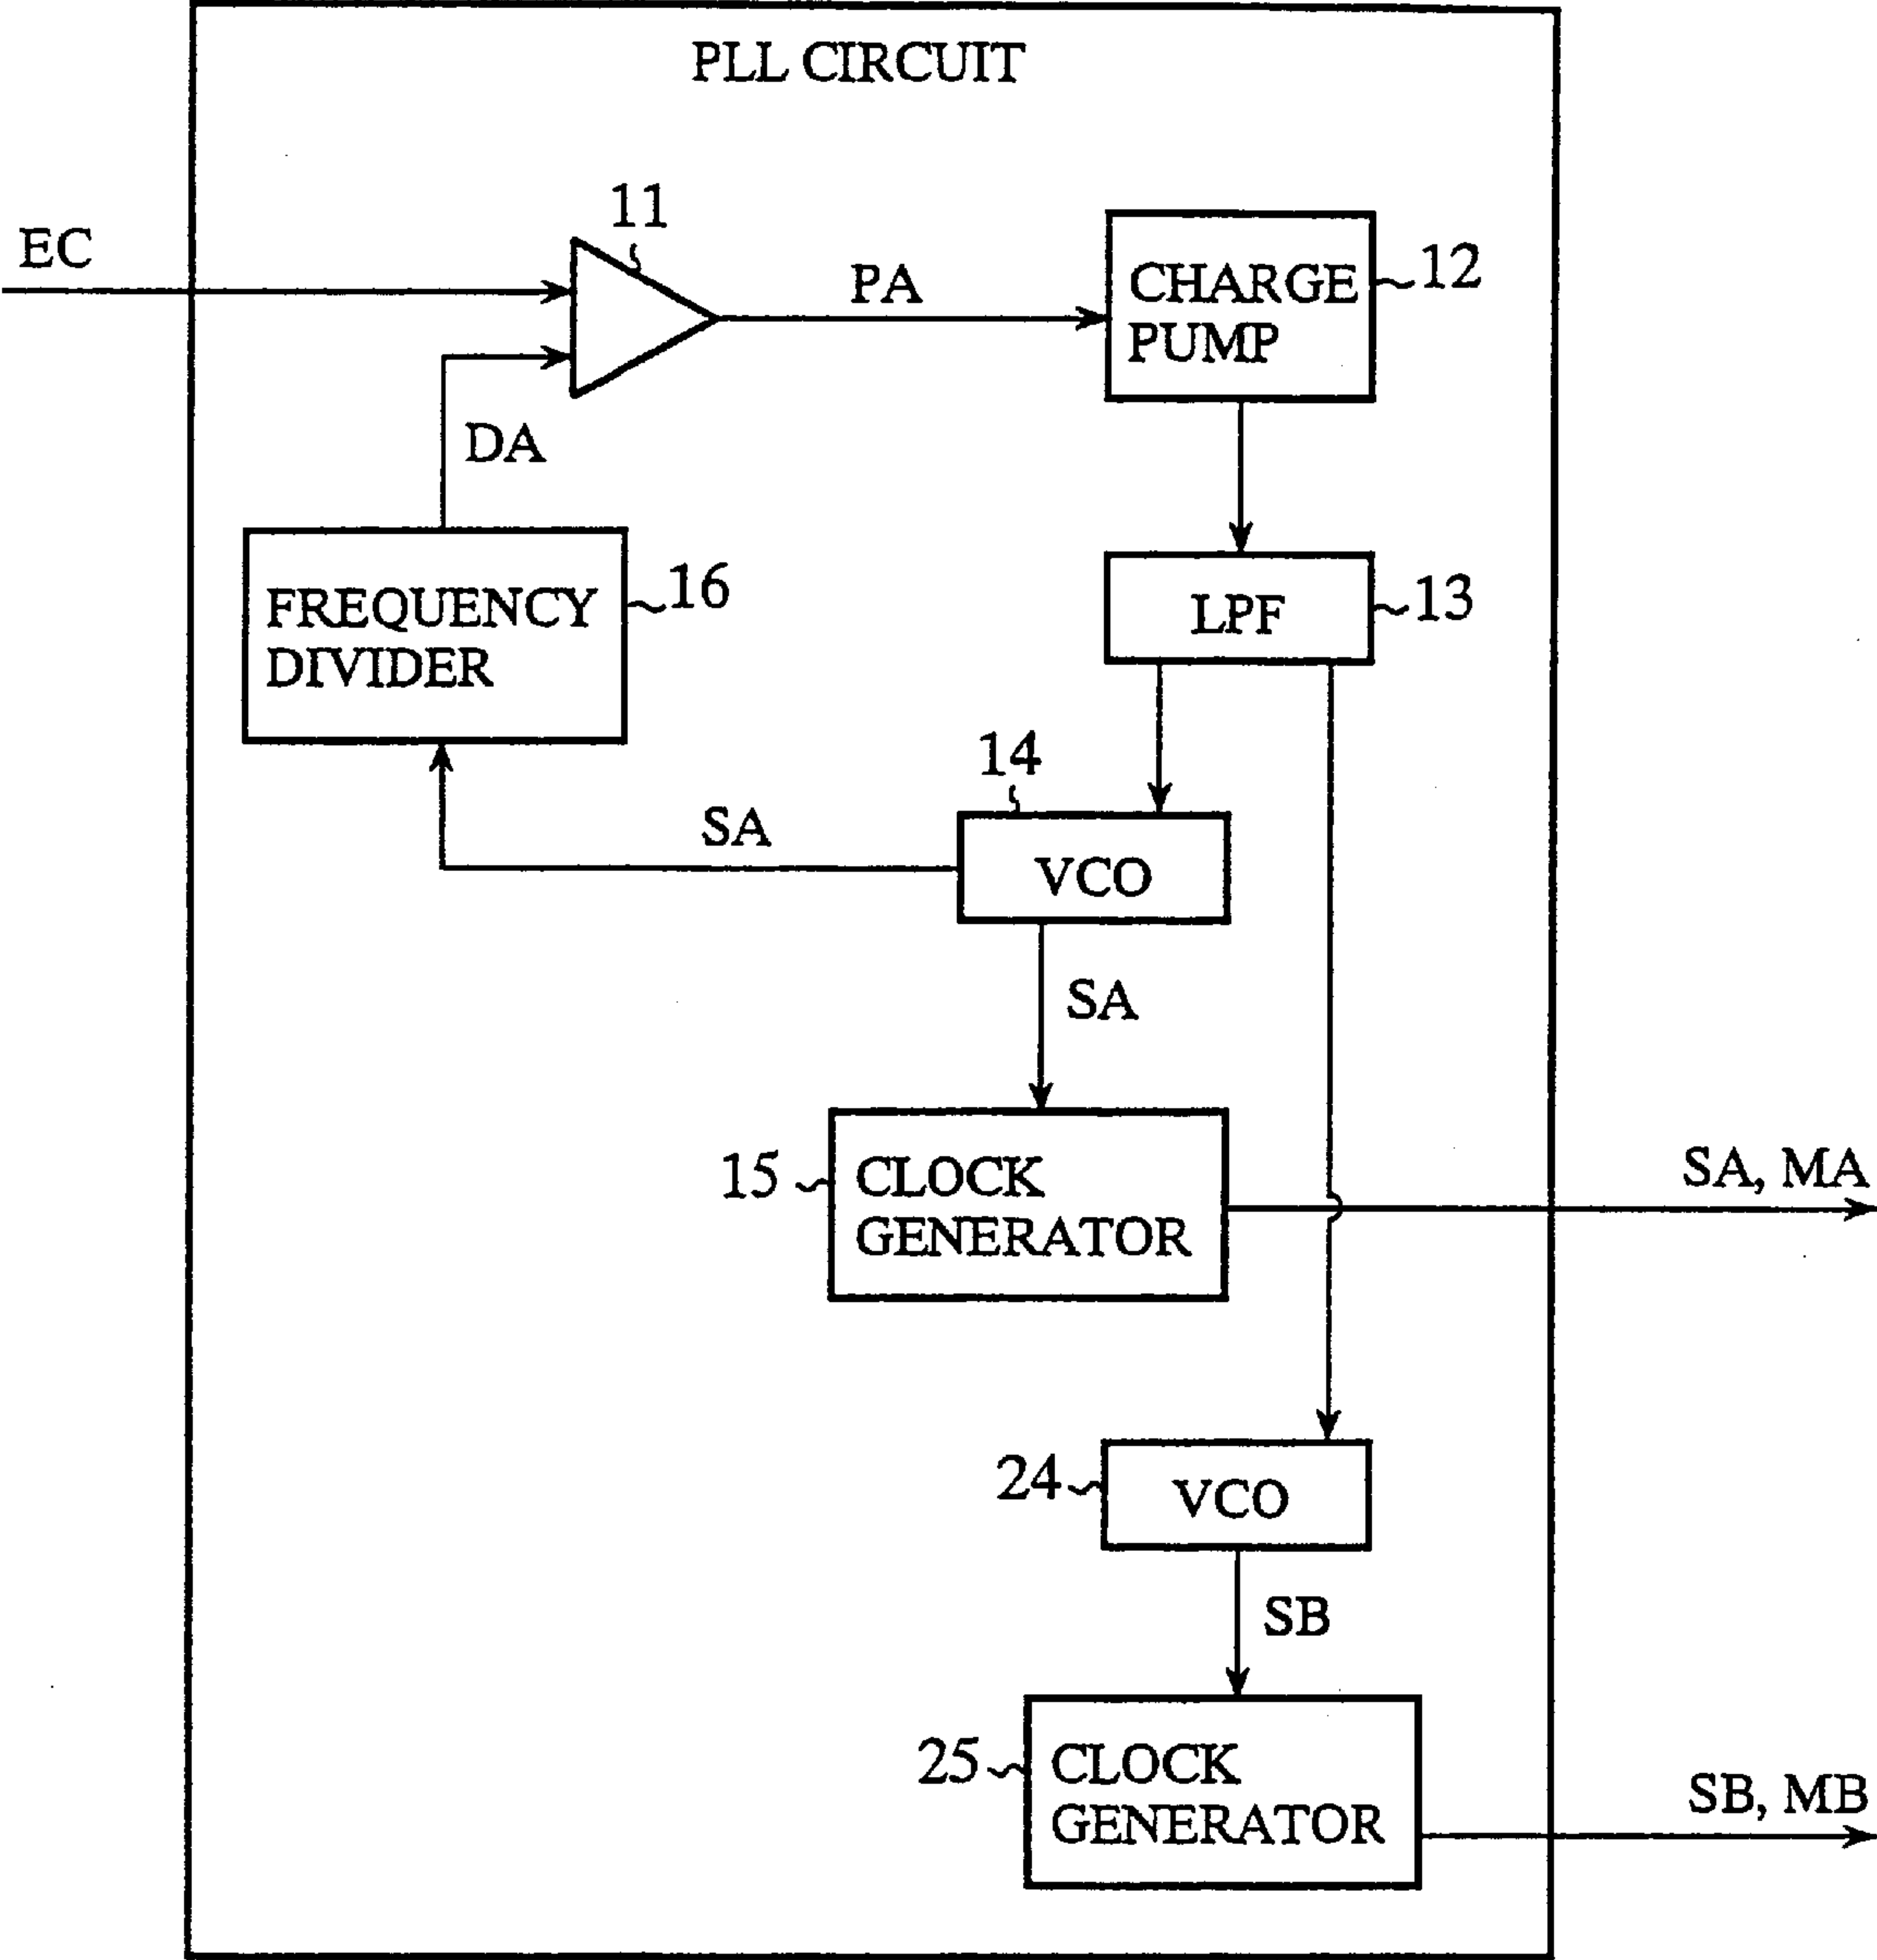 PLL CIRCUIT
EC
11
PA
CHARGE
PUMP
12
DA
FREQUENCY
DIVIDER
16
LPF
13
14
SA
VCO
SA
15
CLOCK
GENERATOR
SA, MA
24
VCO
SB
25
CLOCK
GENERATOR
SB, MB